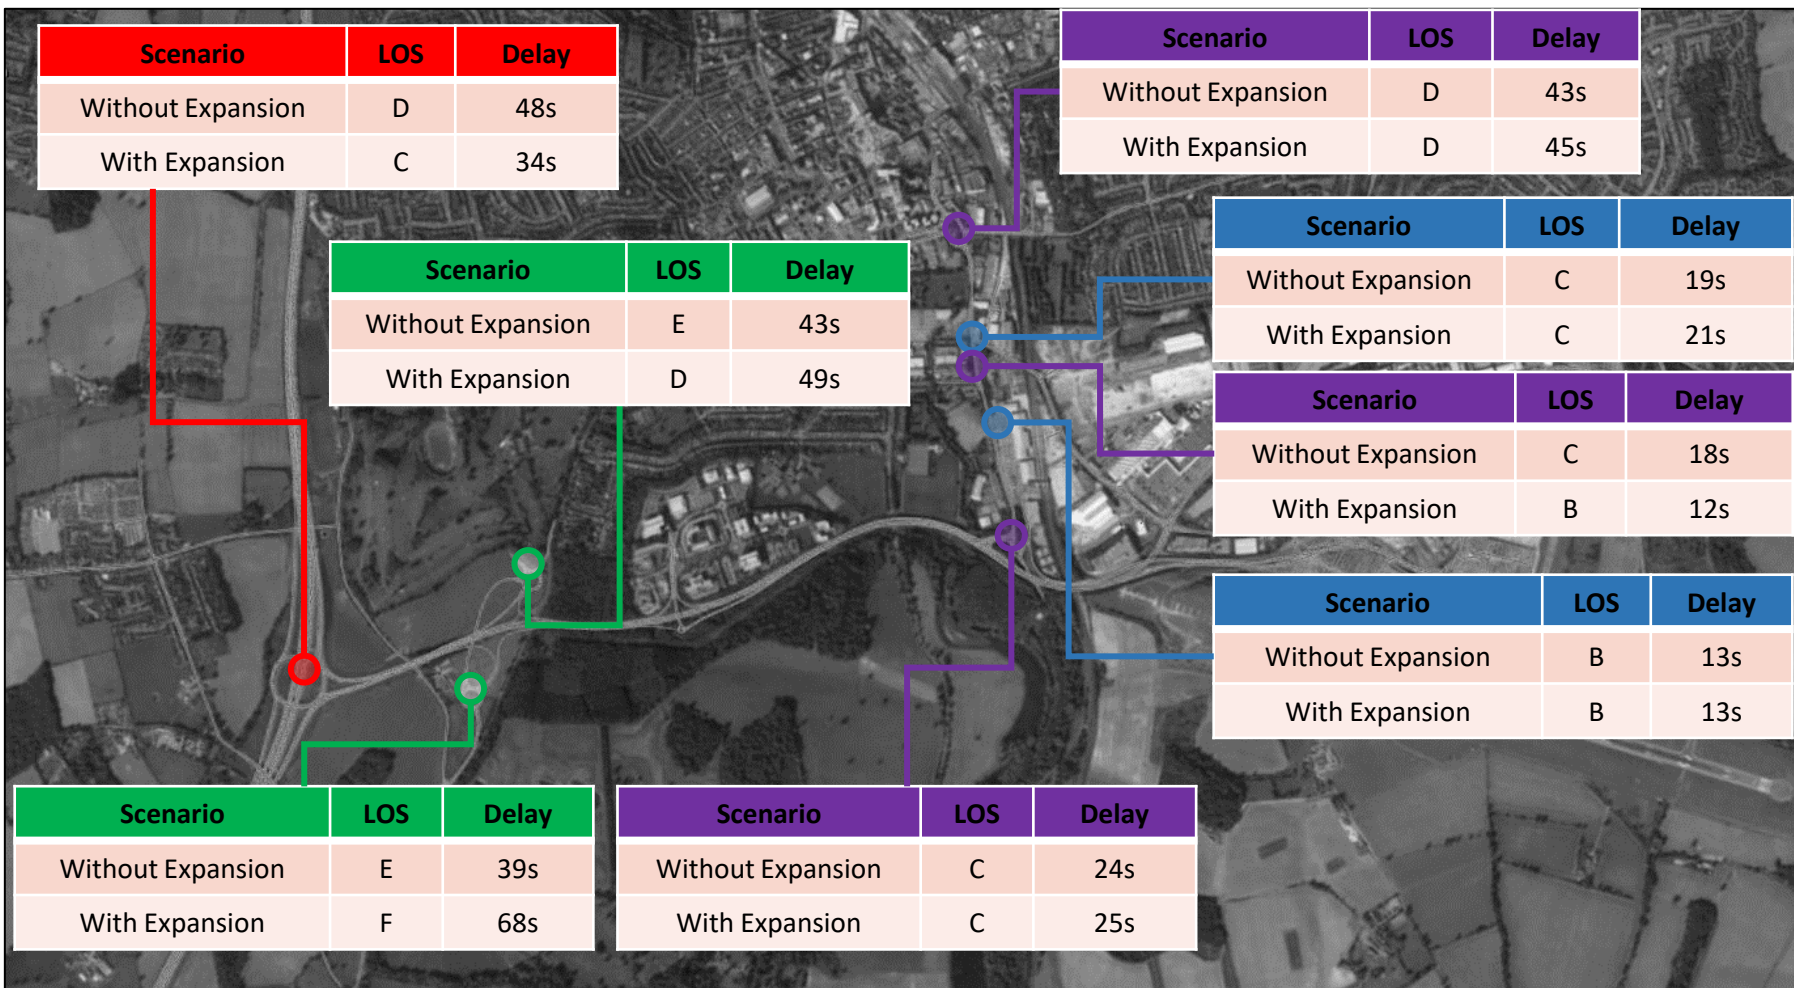 Scenario LOS Delay
Without Expansion D 48s
With Expansion C 34s
Scenario LOS Delay
Without Expansion D 43s
With Expansion D 45s
Scenario LOS Delay
Without Expansion C 19s
With Expansion C 21s
Scenario LOS Delay
Without Expansion E 43s
With Expansion D 49s
Scenario LOS Delay
Without Expansion C 18s
With Expansion B 12s
Scenario LOS Delay
Without Expansion B 13s
With Expansion B 13s
Scenario LOS Delay
Without Expansion E 39s
With Expansion F 68s
Scenario LOS Delay
Without Expansion C 24s
With Expansion C 25s